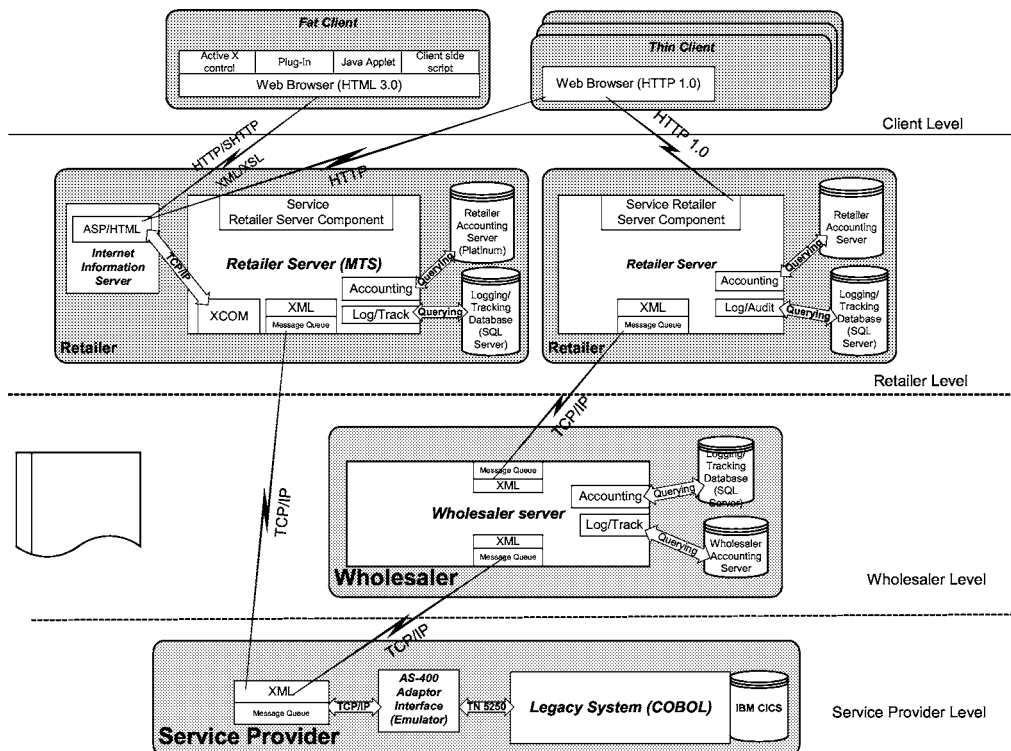 Fat Client
Active X
control
Plug-In
Java Applet
Client side
script
Web Browser (HTML 3.0)
Thin Client
Web Browser (HTTP 1.0)
Client Level
HTTP/SHTTP
XML/XSL
HTTP
HTTP 1.0
ASP/HTML
Internet
Information
Server
TCP/IP
Service
Retailer Server Component
Retailer Server (MTS)
XCOM
XML
Message Queue
Accounting
Log/Track
Querying
Querying
Retailer
Accounting
Server
(Platinum)
Logging/
Tracking
Database
(SQL
Server)
Retailer
Service Retailer
Server Component
Retailer Server
XML
Message Queue
Accounting
Log/Audit
Querying
Querying
Retailer
Accounting
Server
Logging/
Tracking
Database
(SQL
Server)
Retailer
Retailer Level
TCP/IP
TCP/IP
Message Queue
XML
Wholesaler server
Accounting
Log/Track
XML
Message Queue
Querying
Querying
Logging/
Tracking
Database
(SQL
Server)
Wholesaler
Accounting
Server
Wholesaler
Wholesaler Level
TCP/IP
XML
Message Queue
TCP/IP
AS-400
Adaptor
Interface
(Emulator)
TN 5250
Legacy System (COBOL)
IBM CICS
Service Provider
Service Provider Level